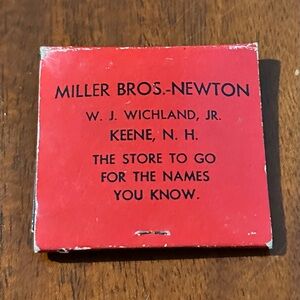 MILLER BROS.-NEWTON
W. J. WICHLAND, JR.
KEENE, N. H.
THE STORE TO GO
FOR THE NAMES
YOU KNOW.